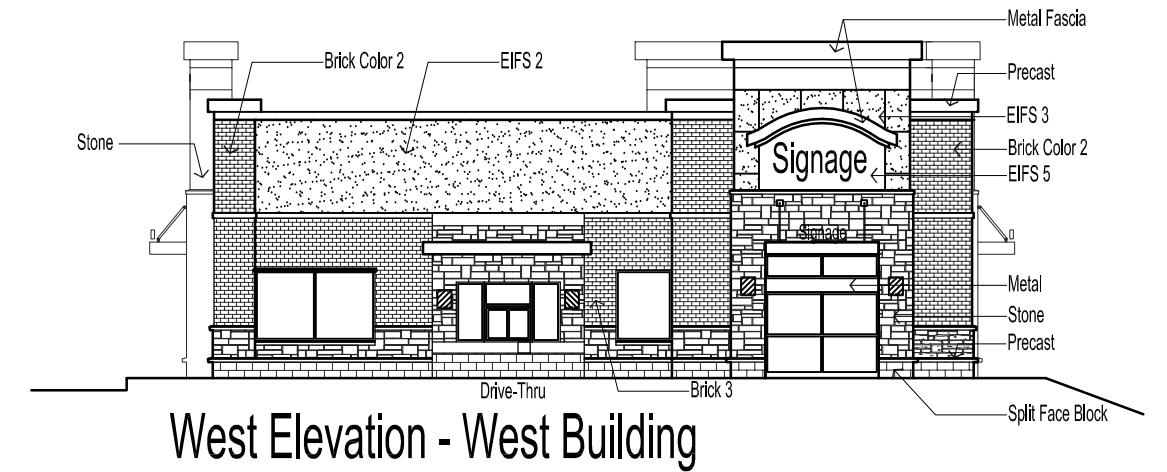 Metal Fascia
Brick Color 2
EIFS 2
Precast
EIFS 3
Stone
Brick Color 2
Signage
EIFS 5
Signage
Metal
Stone
Precast
Drive-Thru
Brick 3
Split Face Block
West Elevation - West Building